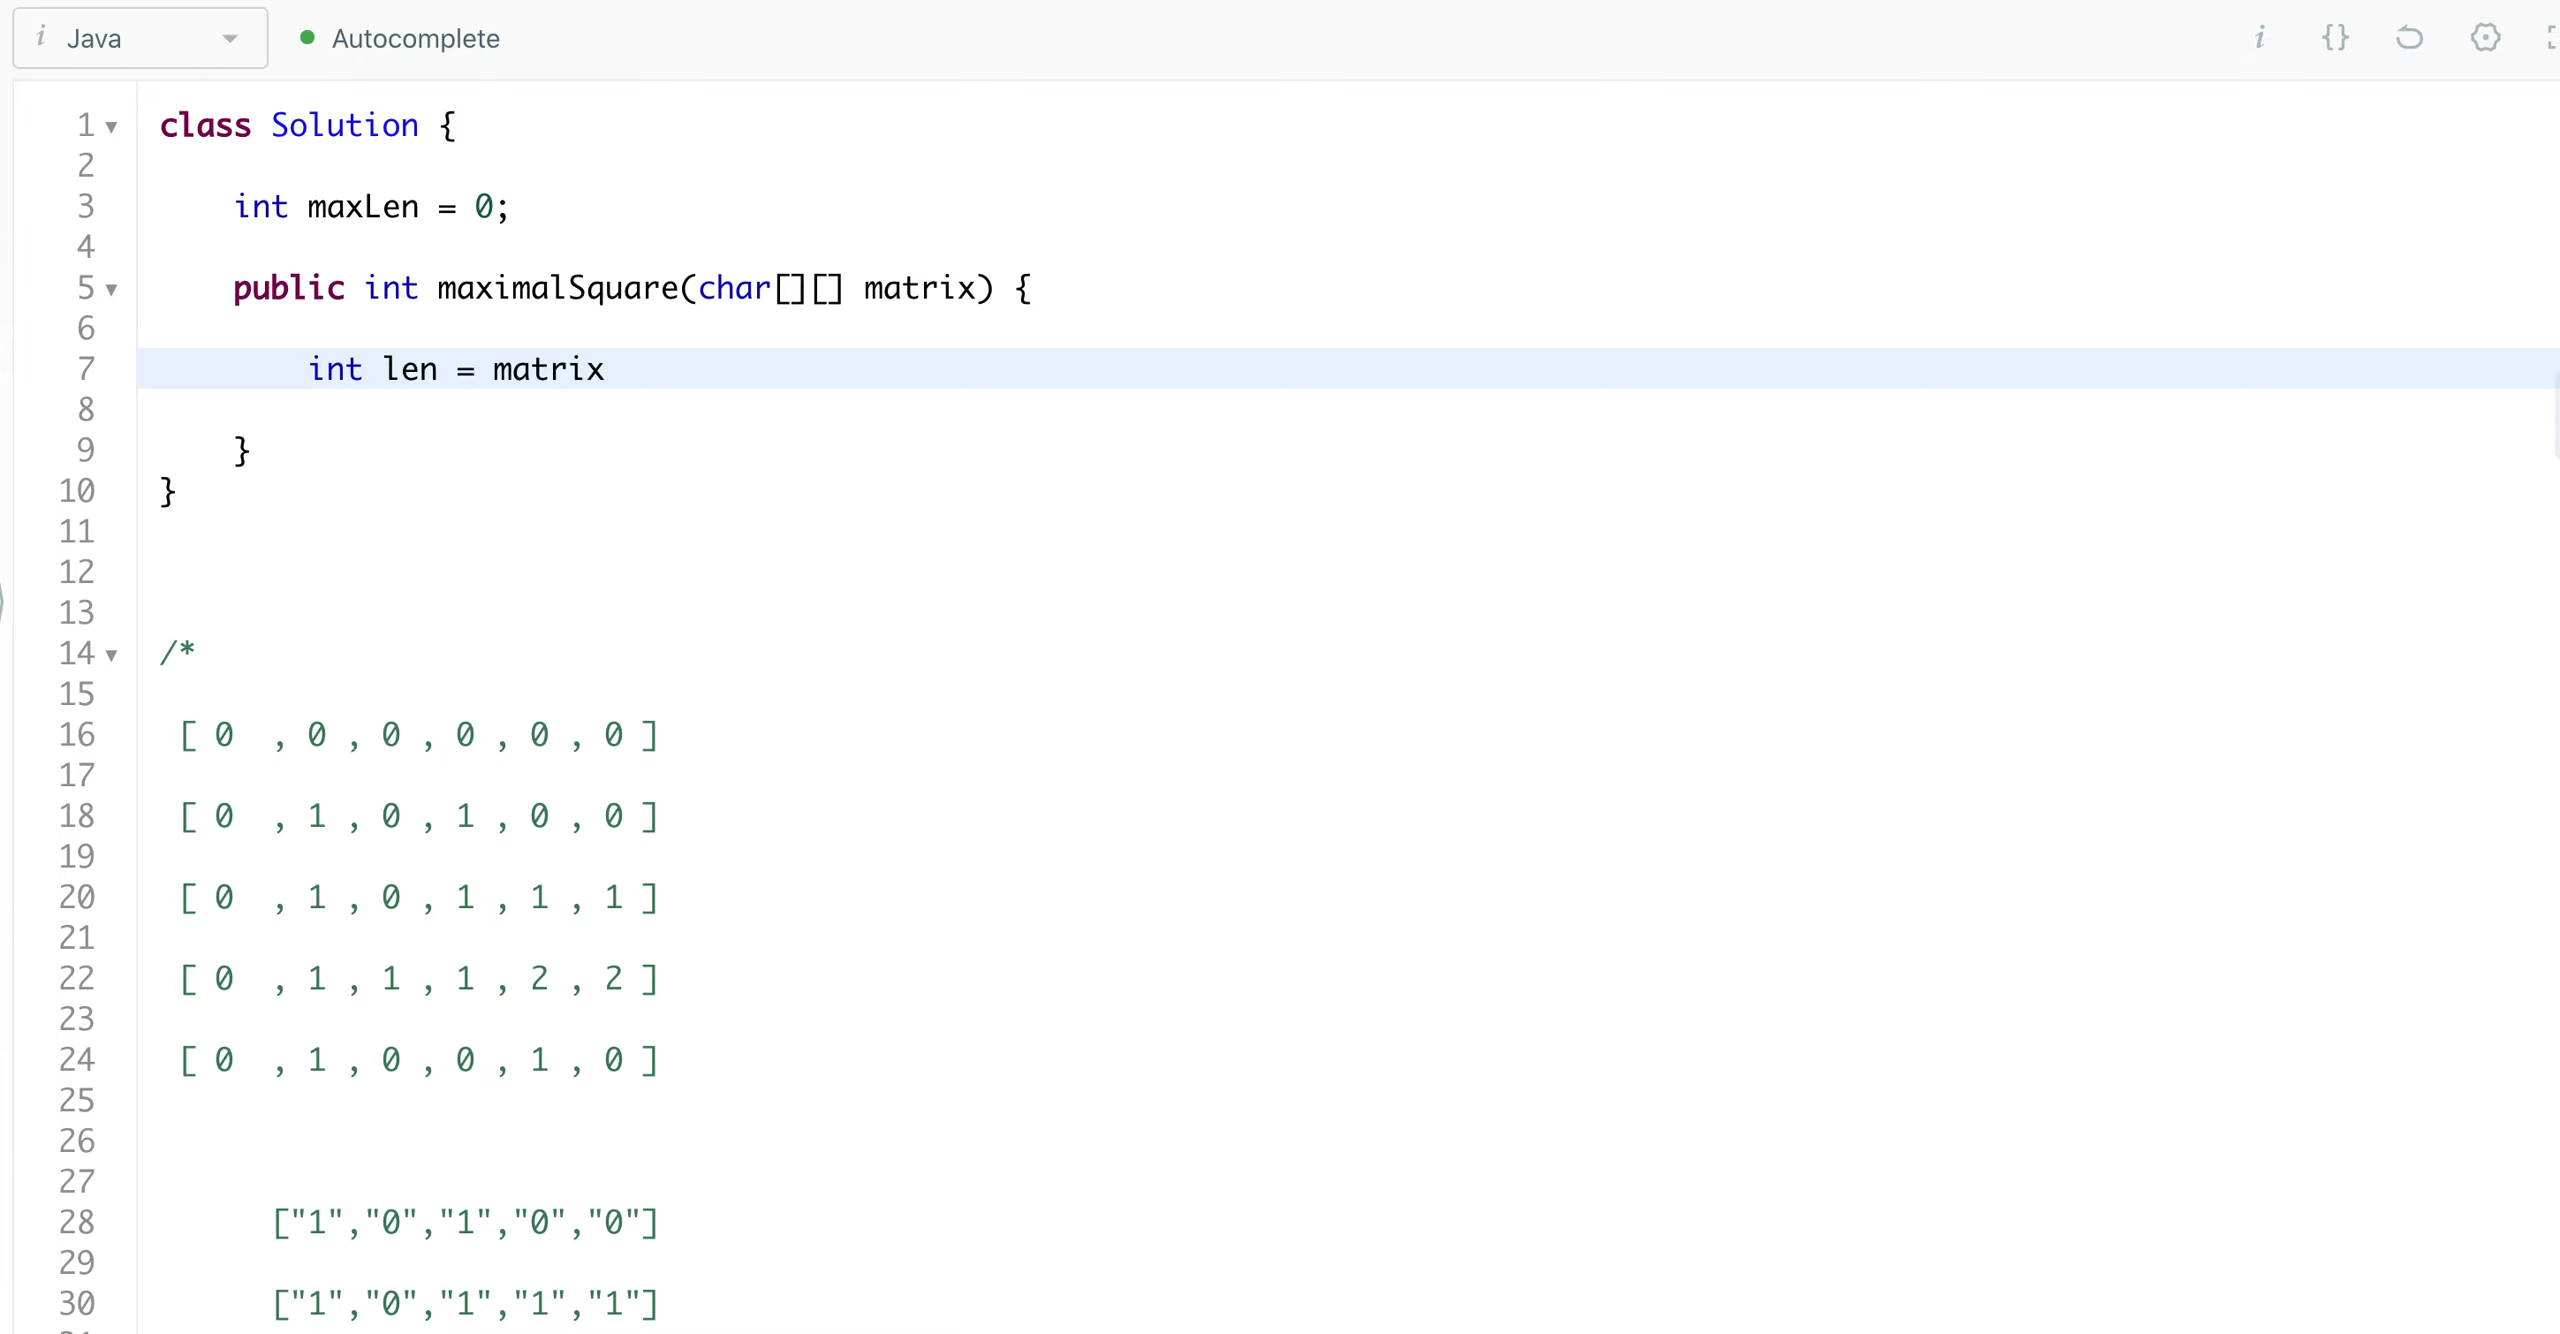 i Java Autocomplete i {}
1 class Solution {
2
3 int maxLen = 0;
4
5 public int maximalSquare(char[][] matrix) {
6
7 int len = matrix
8
9 }
10 }
11
12
13
14 /*
15
16 [ 0 , 0 , 0 , 0 , 0 , 0 ]
17
18 [ 0 , 1 , 0 , 1 , 0 , 0 ]
19
20 [ 0 , 1 , 0 , 1 , 1 , 1 ]
21
22 [ 0 , 1 , 1 , 1 , 2 , 2 ]
23
24 [ 0 , 1 , 0 , 0 , 1 , 0 ]
25
26
27
28 ["1","0","1","0","0"]
29
30 ["1","0","1","1","1"]